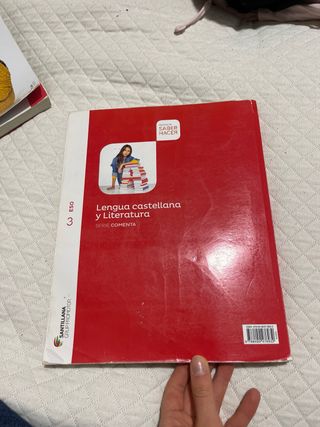 SABER
HACER
Lengua castellana
y Literatura
SERIE COMENTA
3 ESO
SANTILLANA